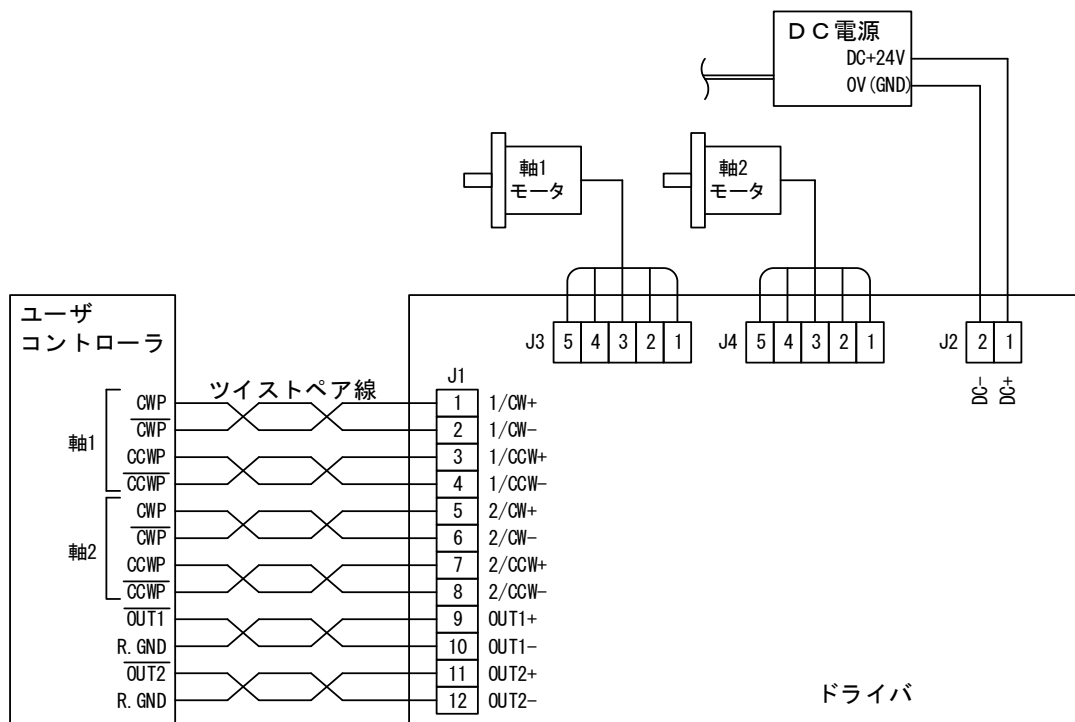 DC電源
DC+24V
0V(GND)
軸1
モータ
軸2
モータ
ユーザ
コントローラ
J3 5 4 3 2 1
J4 5 4 3 2 1
J2 2 1
DC- DC+
ツイストペア線
J1
軸1
CWP 1 1/CW+
CWP 2 1/CW-
CCWP 3 1/CCW+
CCWP 4 1/CCW-
軸2
CWP 5 2/CW+
CWP 6 2/CW-
CCWP 7 2/CCW+
CCWP 8 2/CCW-
OUT1 9 OUT1+
R.GND 10 OUT1-
OUT2 11 OUT2+
R.GND 12 OUT2-
ドライバ